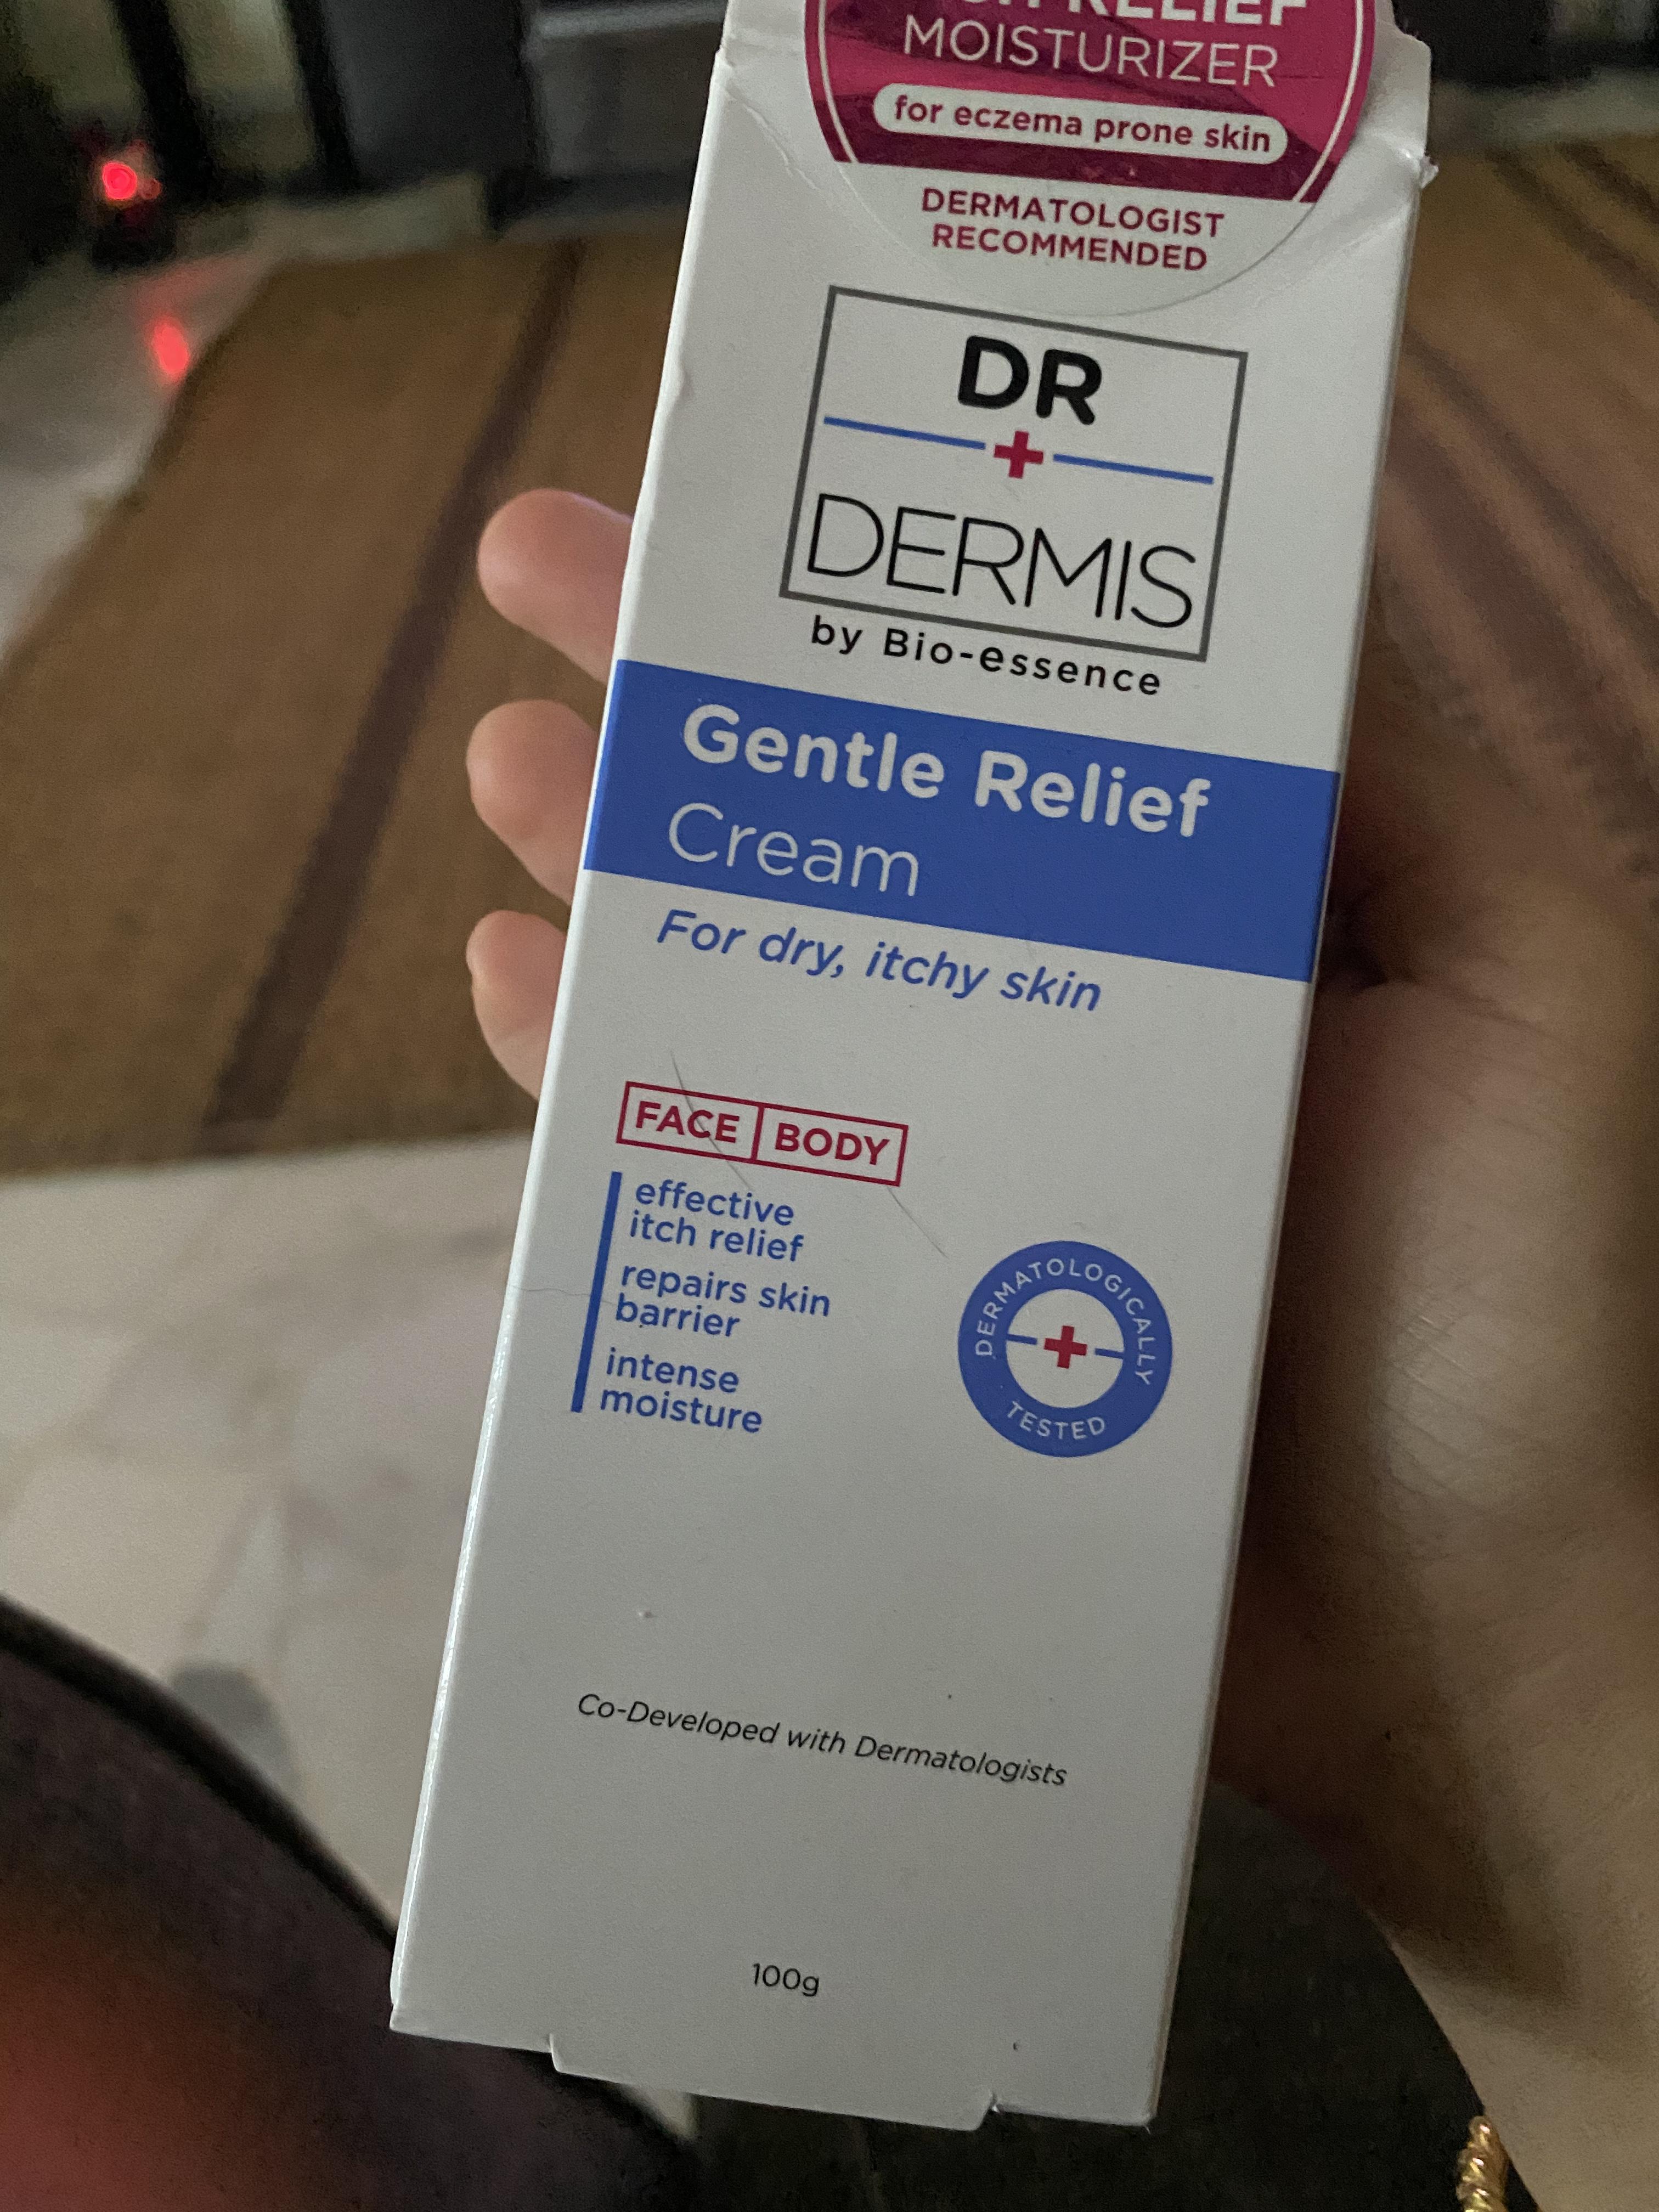 RELIEF
MOISTURIZER
for eczema prone skin
DERMATOLOGIST
RECOMMENDED
DR
DERMIS
by Bio-essence
Gentle Relief
Cream
For dry, itchy skin
FACE BODY
effective
itch relief
repairs skin
barrier
intense
moisture
DERMATOLOGICALLY
TESTED
Co-Developed with Dermatologists
100g